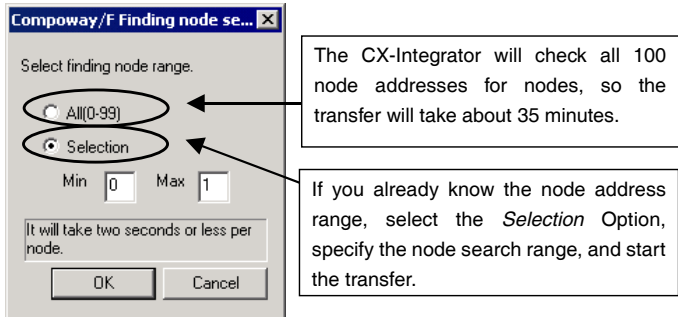 Compoway/F Finding node se...
Select finding node range.
All(0-99)
Selection
Min 0 Max 1
It will take two seconds or less per
node.
OK Cancel
The CX-Integrator will check all 100
node addresses for nodes, so the
transfer will take about 35 minutes.
If you already know the node address
range, select the Selection Option,
specify the node search range, and start
the transfer.